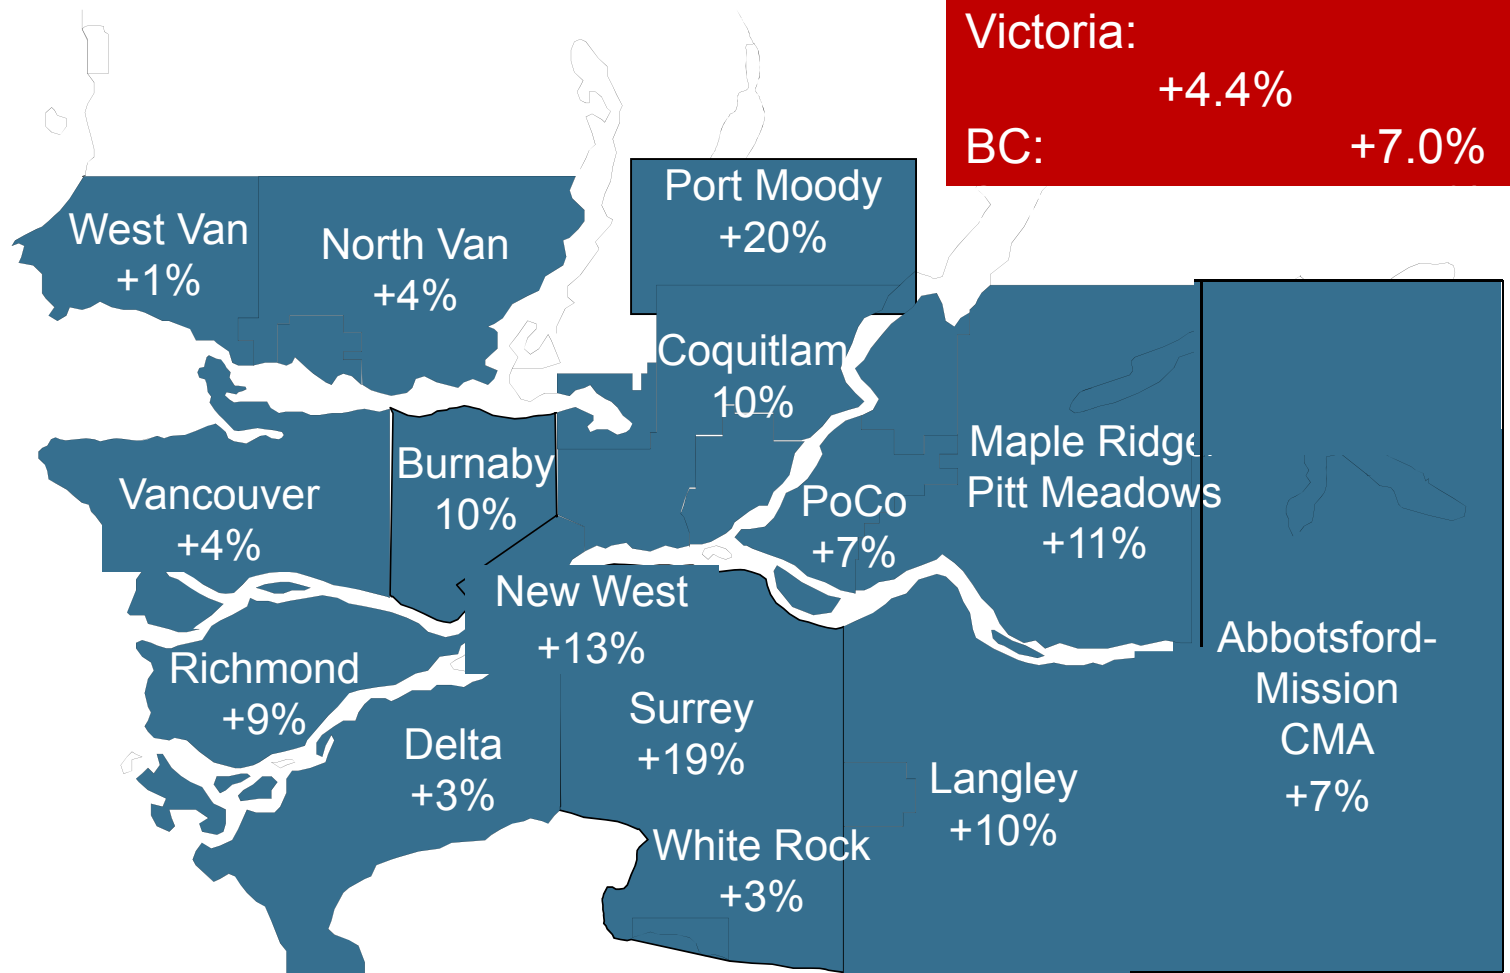 Victoria:
+4.4%
BC: +7.0%
Port Moody
+20%
West Van
+1%
North Van
+4%
Coquitlam
10%
Burnaby
10%
Vancouver
+4%
PoCo
+7%
Maple Ridge
Pitt Meadows
+11%
New West
+13%
Richmond
+9%
Delta
+3%
Surrey
+19%
White Rock
+3%
Langley
+10%
Abbotsford-
Mission
CMA
+7%